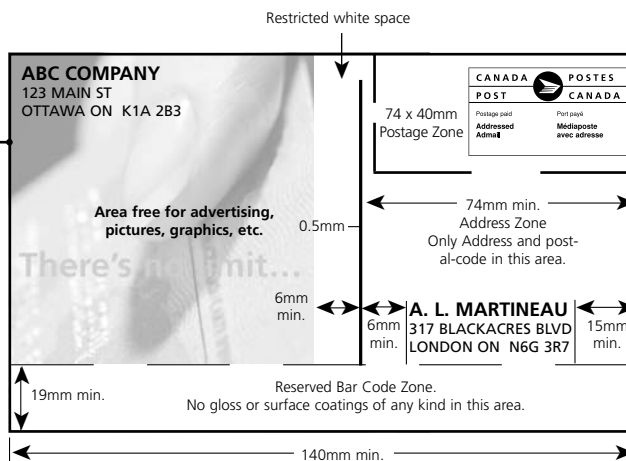 Restricted white space
ABC COMPANY
123 MAIN ST
OTTAWA ON K1A 2B3
CANADA POSTES
POST CANADA
Postage paid Port payé
Addressed Médiaposte
Admail avec adresse
74 x 40mm
Postage Zone
Area free for advertising,
pictures, graphics, etc.
There's no limit...
0.5mm
74mm min.
Address Zone
Only Address and post-
al-code in this area.
6mm
min.
6mm
min.
A. L. MARTINEAU
317 BLACKACRES BLVD
LONDON ON N6G 3R7
15mm
min.
19mm min.
Reserved Bar Code Zone.
No gloss or surface coatings of any kind in this area.
140mm min.